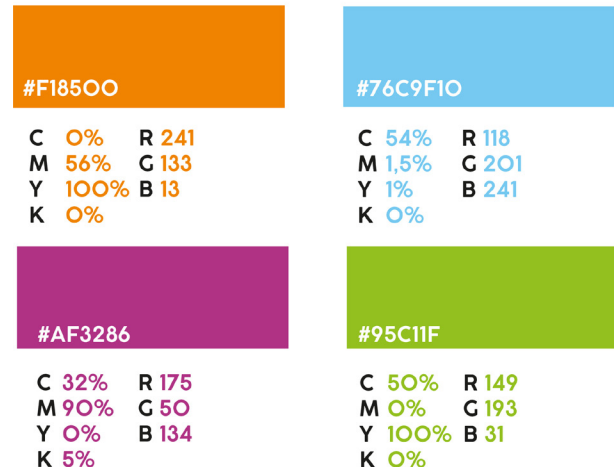 #F18500
C 0% R 241
M 56% G 133
Y 100% B 13
K 0%
#76C9F10
C 54% R 118
M 1,5% G 201
Y 1% B 241
K 0%
#AF3286
C 32% R 175
M 90% G 50
Y 0% B 134
K 5%
#95C11F
C 50% R 149
M 0% G 193
Y 100% B 31
K 0%